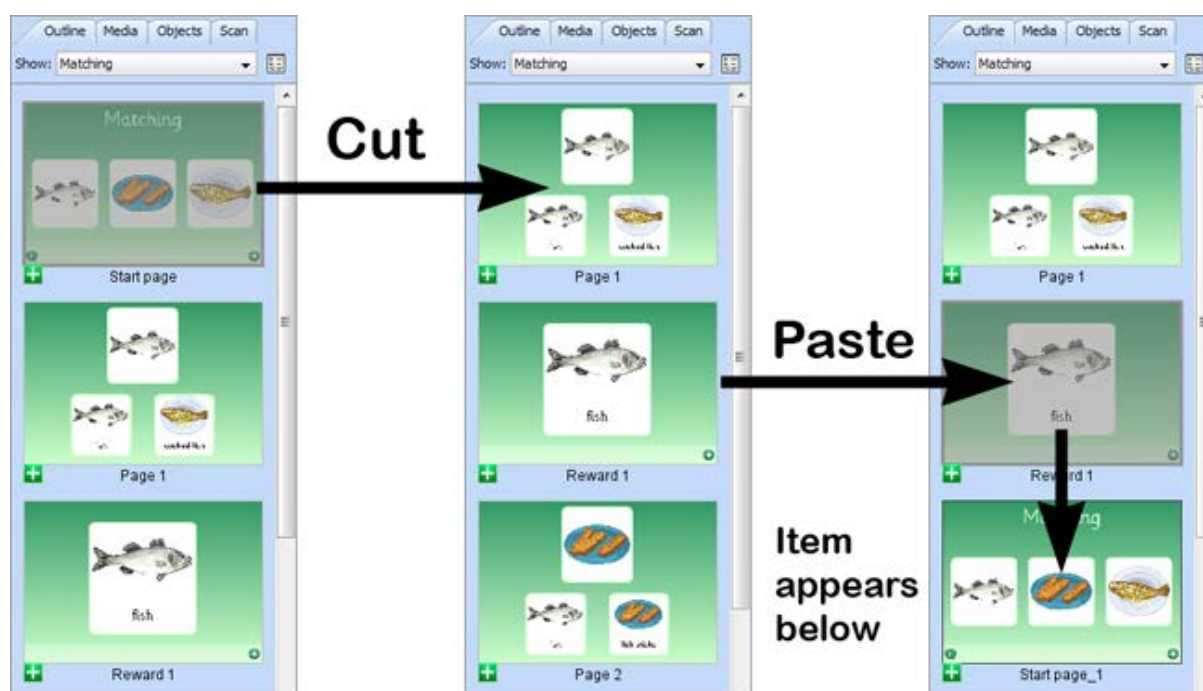 Outline Media Objects Scan
Show: Matching
Matching
Start page
Page 1
fish
Reward 1
Cut
Outline Media Objects Scan
Show: Matching
Page 1
fish
Reward 1
Page 2
Paste
Item
appears
below
Outline Media Objects Scan
Show: Matching
Page 1
fish
Reward 1
Start page_1